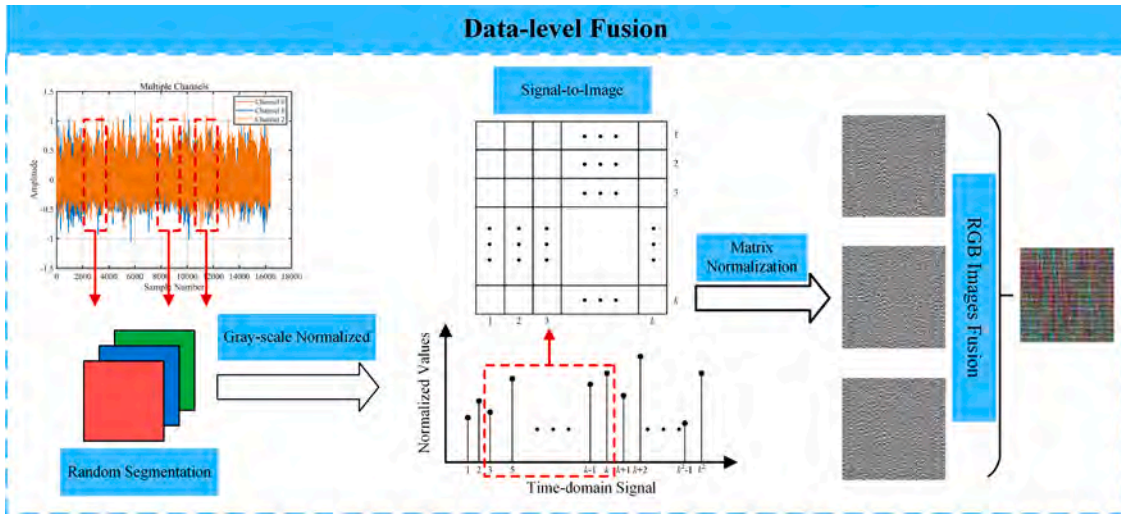 Data-level Fusion
Multiple Channels
Channel 0
Channel 1
Channel 2
1.5
1
0.5
0
-0.5
-1
-1.5
Amplitude
0 2000 4000 6000 8000 10000 12000 14000 16000 18000
Sample Number
Random Segmentation
Gray-scale Normalized
Signal-to-Image
1
2
3
k
1 2 3 k
Normalized Values
1 2 3 5 k-1 k k+1 k+2 k²-1 k²
Time-domain Signal
Matrix
Normalization
RGB Images Fusion